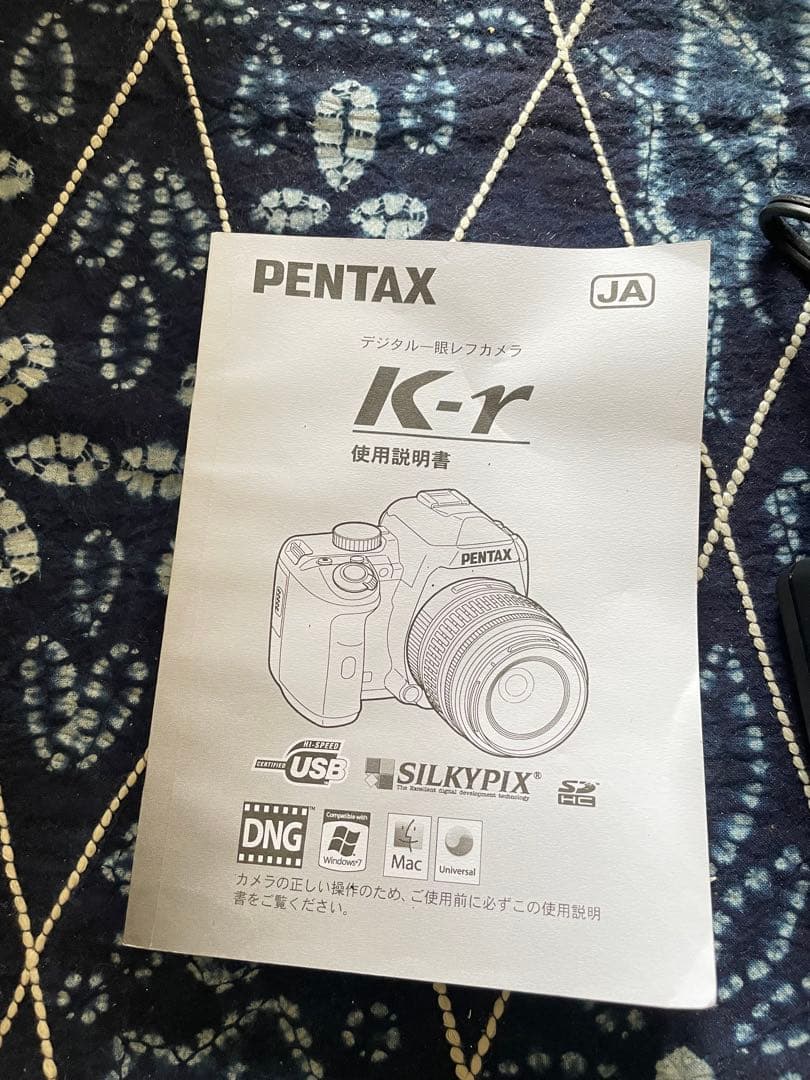 PENTAX
JA
デジタル一眼レフカメラ
K-r
使用説明書
PENTAX
HI-SPEED
CERTIFIED
USB
SILKYPIX®
The Excellent digital development technology
SD
HC
DNG™
Compatible with
Windows®7
Mac
Universal
カメラの正しい操作のため、ご使用前に必ずこの使用説明
書をご覧ください。